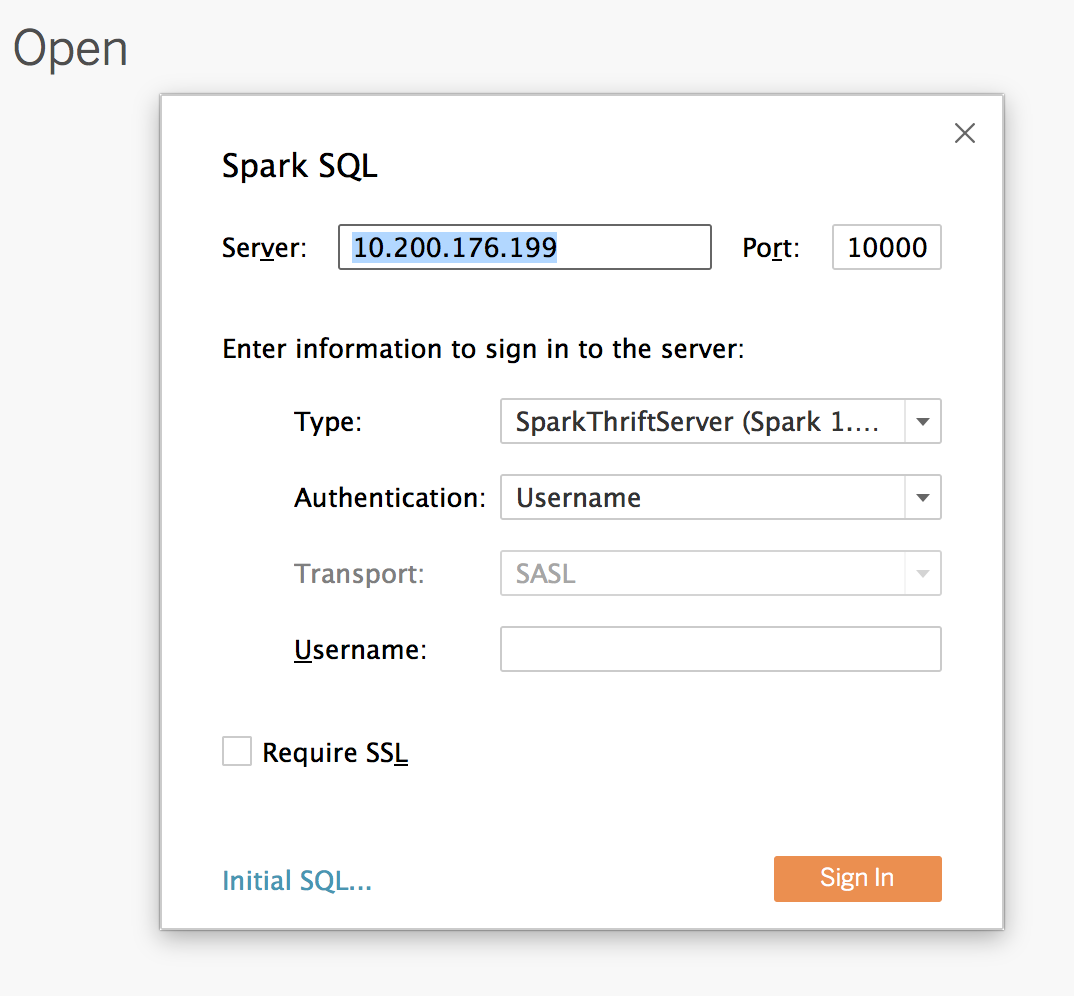 Open
Spark SQL
Server: 10.200.176.199 Port: 10000
Enter information to sign in to the server:
Type: SparkThriftServer (Spark 1....
Authentication: Username
Transport: SASL
Username:
Require SSL
Initial SQL... Sign In